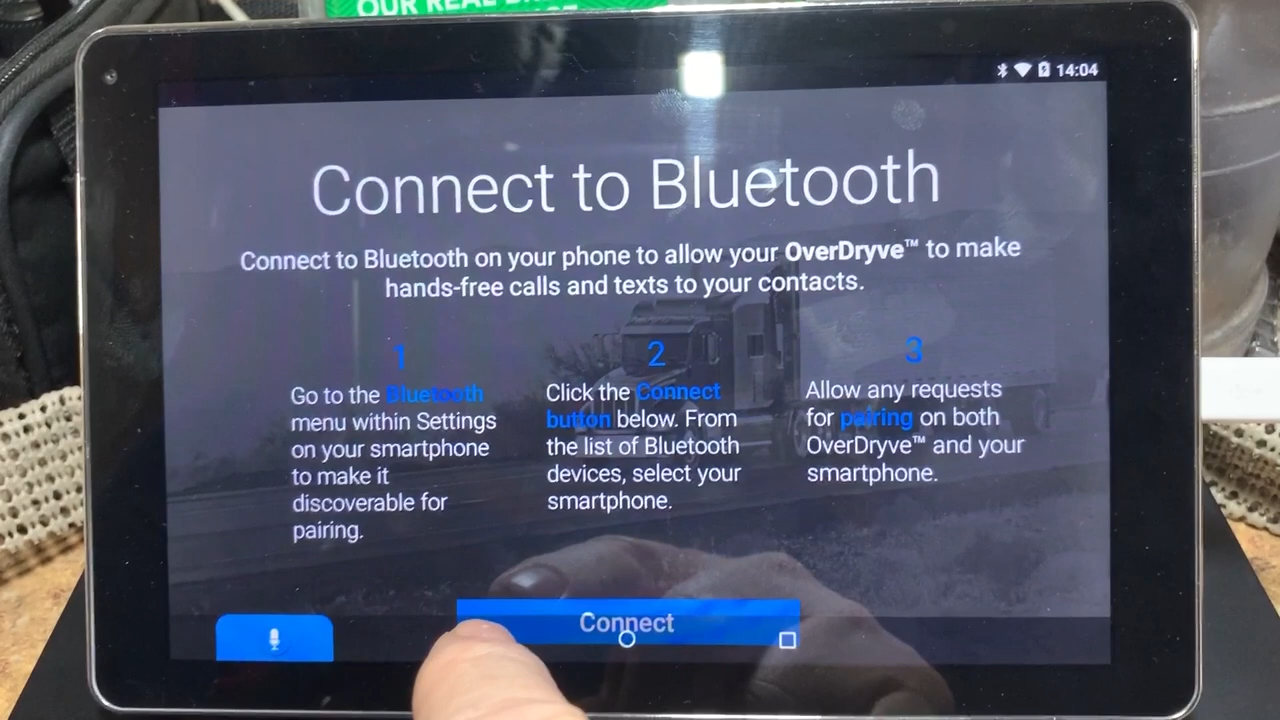 OUR REAL
14:04
Connect to Bluetooth
Connect to Bluetooth on your phone to allow your OverDryve™ to make
hands-free calls and texts to your contacts.
1
Go to the Bluetooth
menu within Settings
on your smartphone
to make it
discoverable for
pairing.
2
Click the Connect
button below. From
the list of Bluetooth
devices, select your
smartphone.
3
Allow any requests
for pairing on both
OverDryve™ and your
smartphone.
Connect